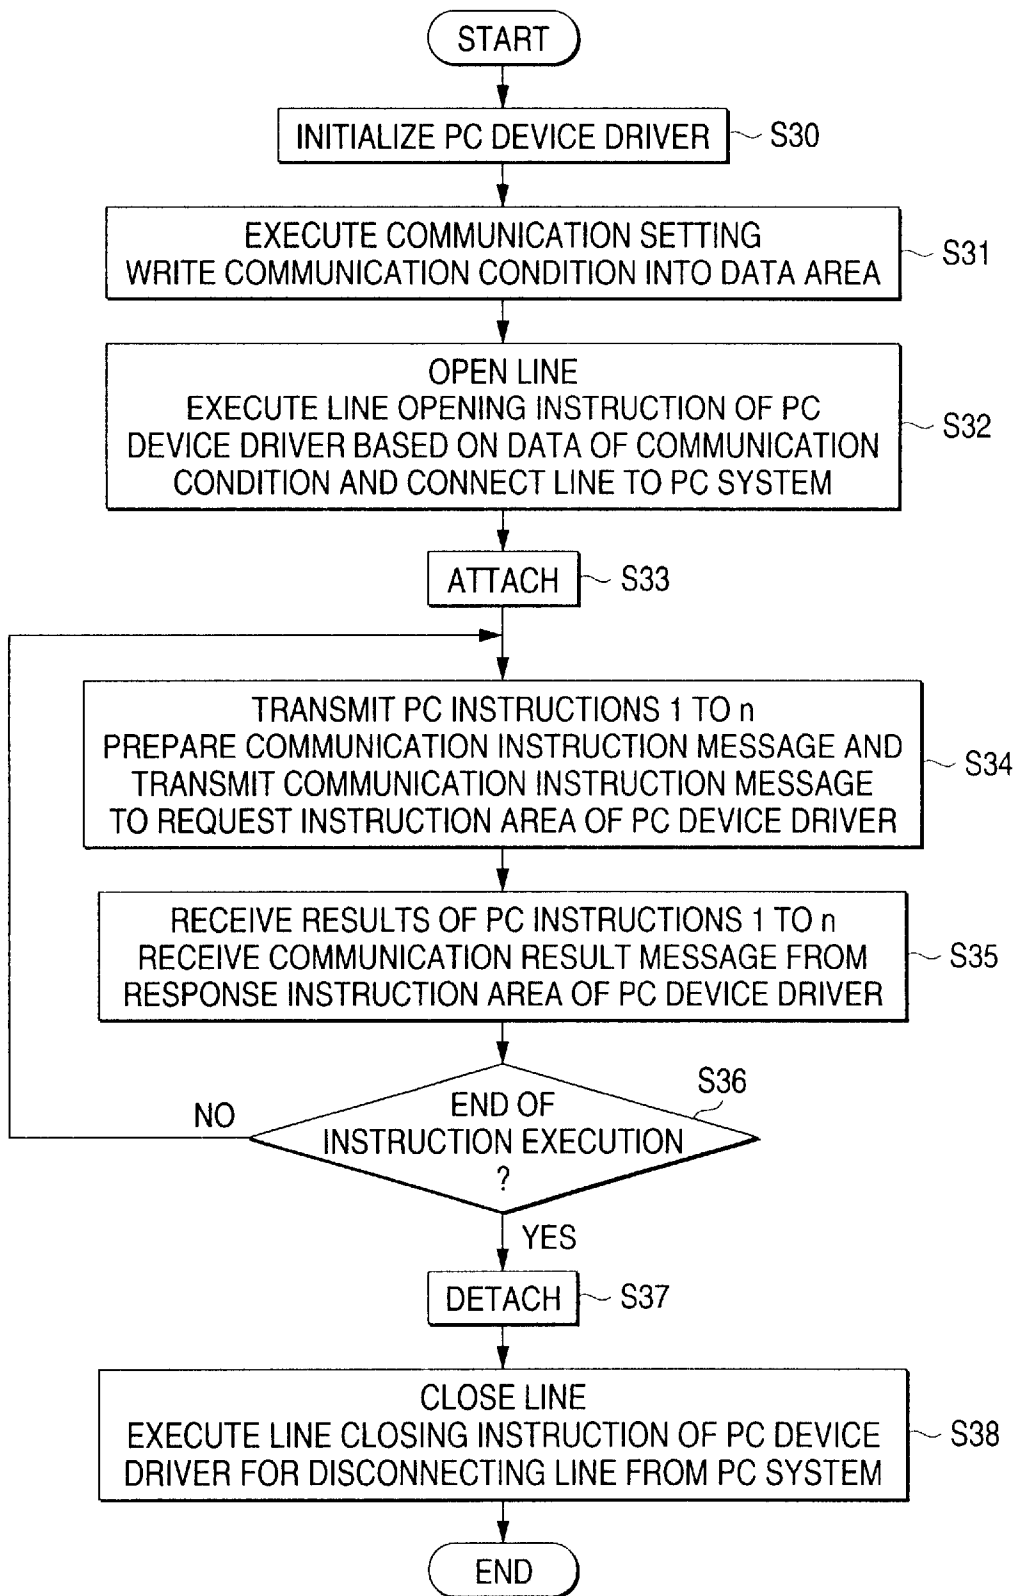 START
INITIALIZE PC DEVICE DRIVER
S30
EXECUTE COMMUNICATION SETTING
WRITE COMMUNICATION CONDITION INTO DATA AREA
S31
OPEN LINE
EXECUTE LINE OPENING INSTRUCTION OF PC
DEVICE DRIVER BASED ON DATA OF COMMUNICATION
CONDITION AND CONNECT LINE TO PC SYSTEM
S32
ATTACH
S33
TRANSMIT PC INSTRUCTIONS 1 TO n
PREPARE COMMUNICATION INSTRUCTION MESSAGE AND
TRANSMIT COMMUNICATION INSTRUCTION MESSAGE
TO REQUEST INSTRUCTION AREA OF PC DEVICE DRIVER
S34
RECEIVE RESULTS OF PC INSTRUCTIONS 1 TO n
RECEIVE COMMUNICATION RESULT MESSAGE FROM
RESPONSE INSTRUCTION AREA OF PC DEVICE DRIVER
S35
S36
END OF
INSTRUCTION EXECUTION
?
NO
YES
DETACH
S37
CLOSE LINE
EXECUTE LINE CLOSING INSTRUCTION OF PC DEVICE
DRIVER FOR DISCONNECTING LINE FROM PC SYSTEM
S38
END